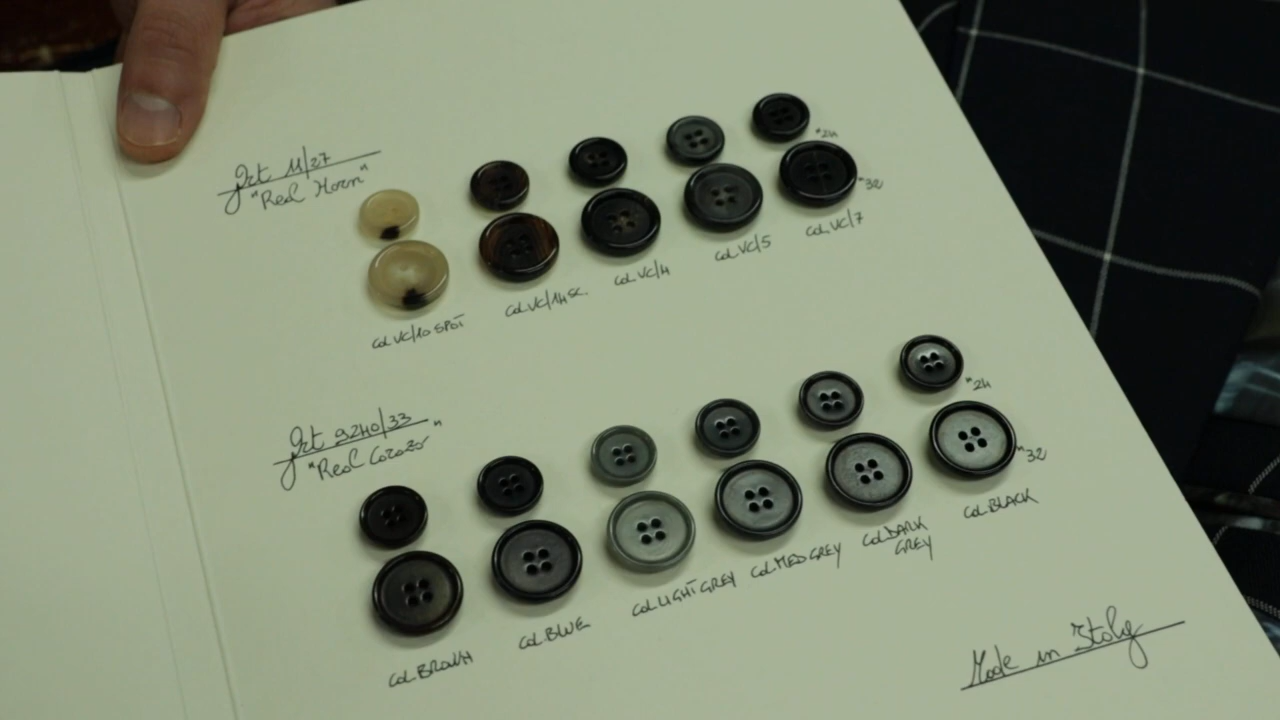 Art 11/27
"Real Horn"
"24
"32
Col. VC/10 SPOT
Col. VC/14SC.
Col. VC/4
Col. VC/5
Col. VC/7
Art 9240/33
"Real Corozo"
"24
"32
Col. BROWN
Col. BLUE
Col. LIGHT GREY
Col. MED GREY
Col. DARK
GREY
Col. BLACK
Made in Italy